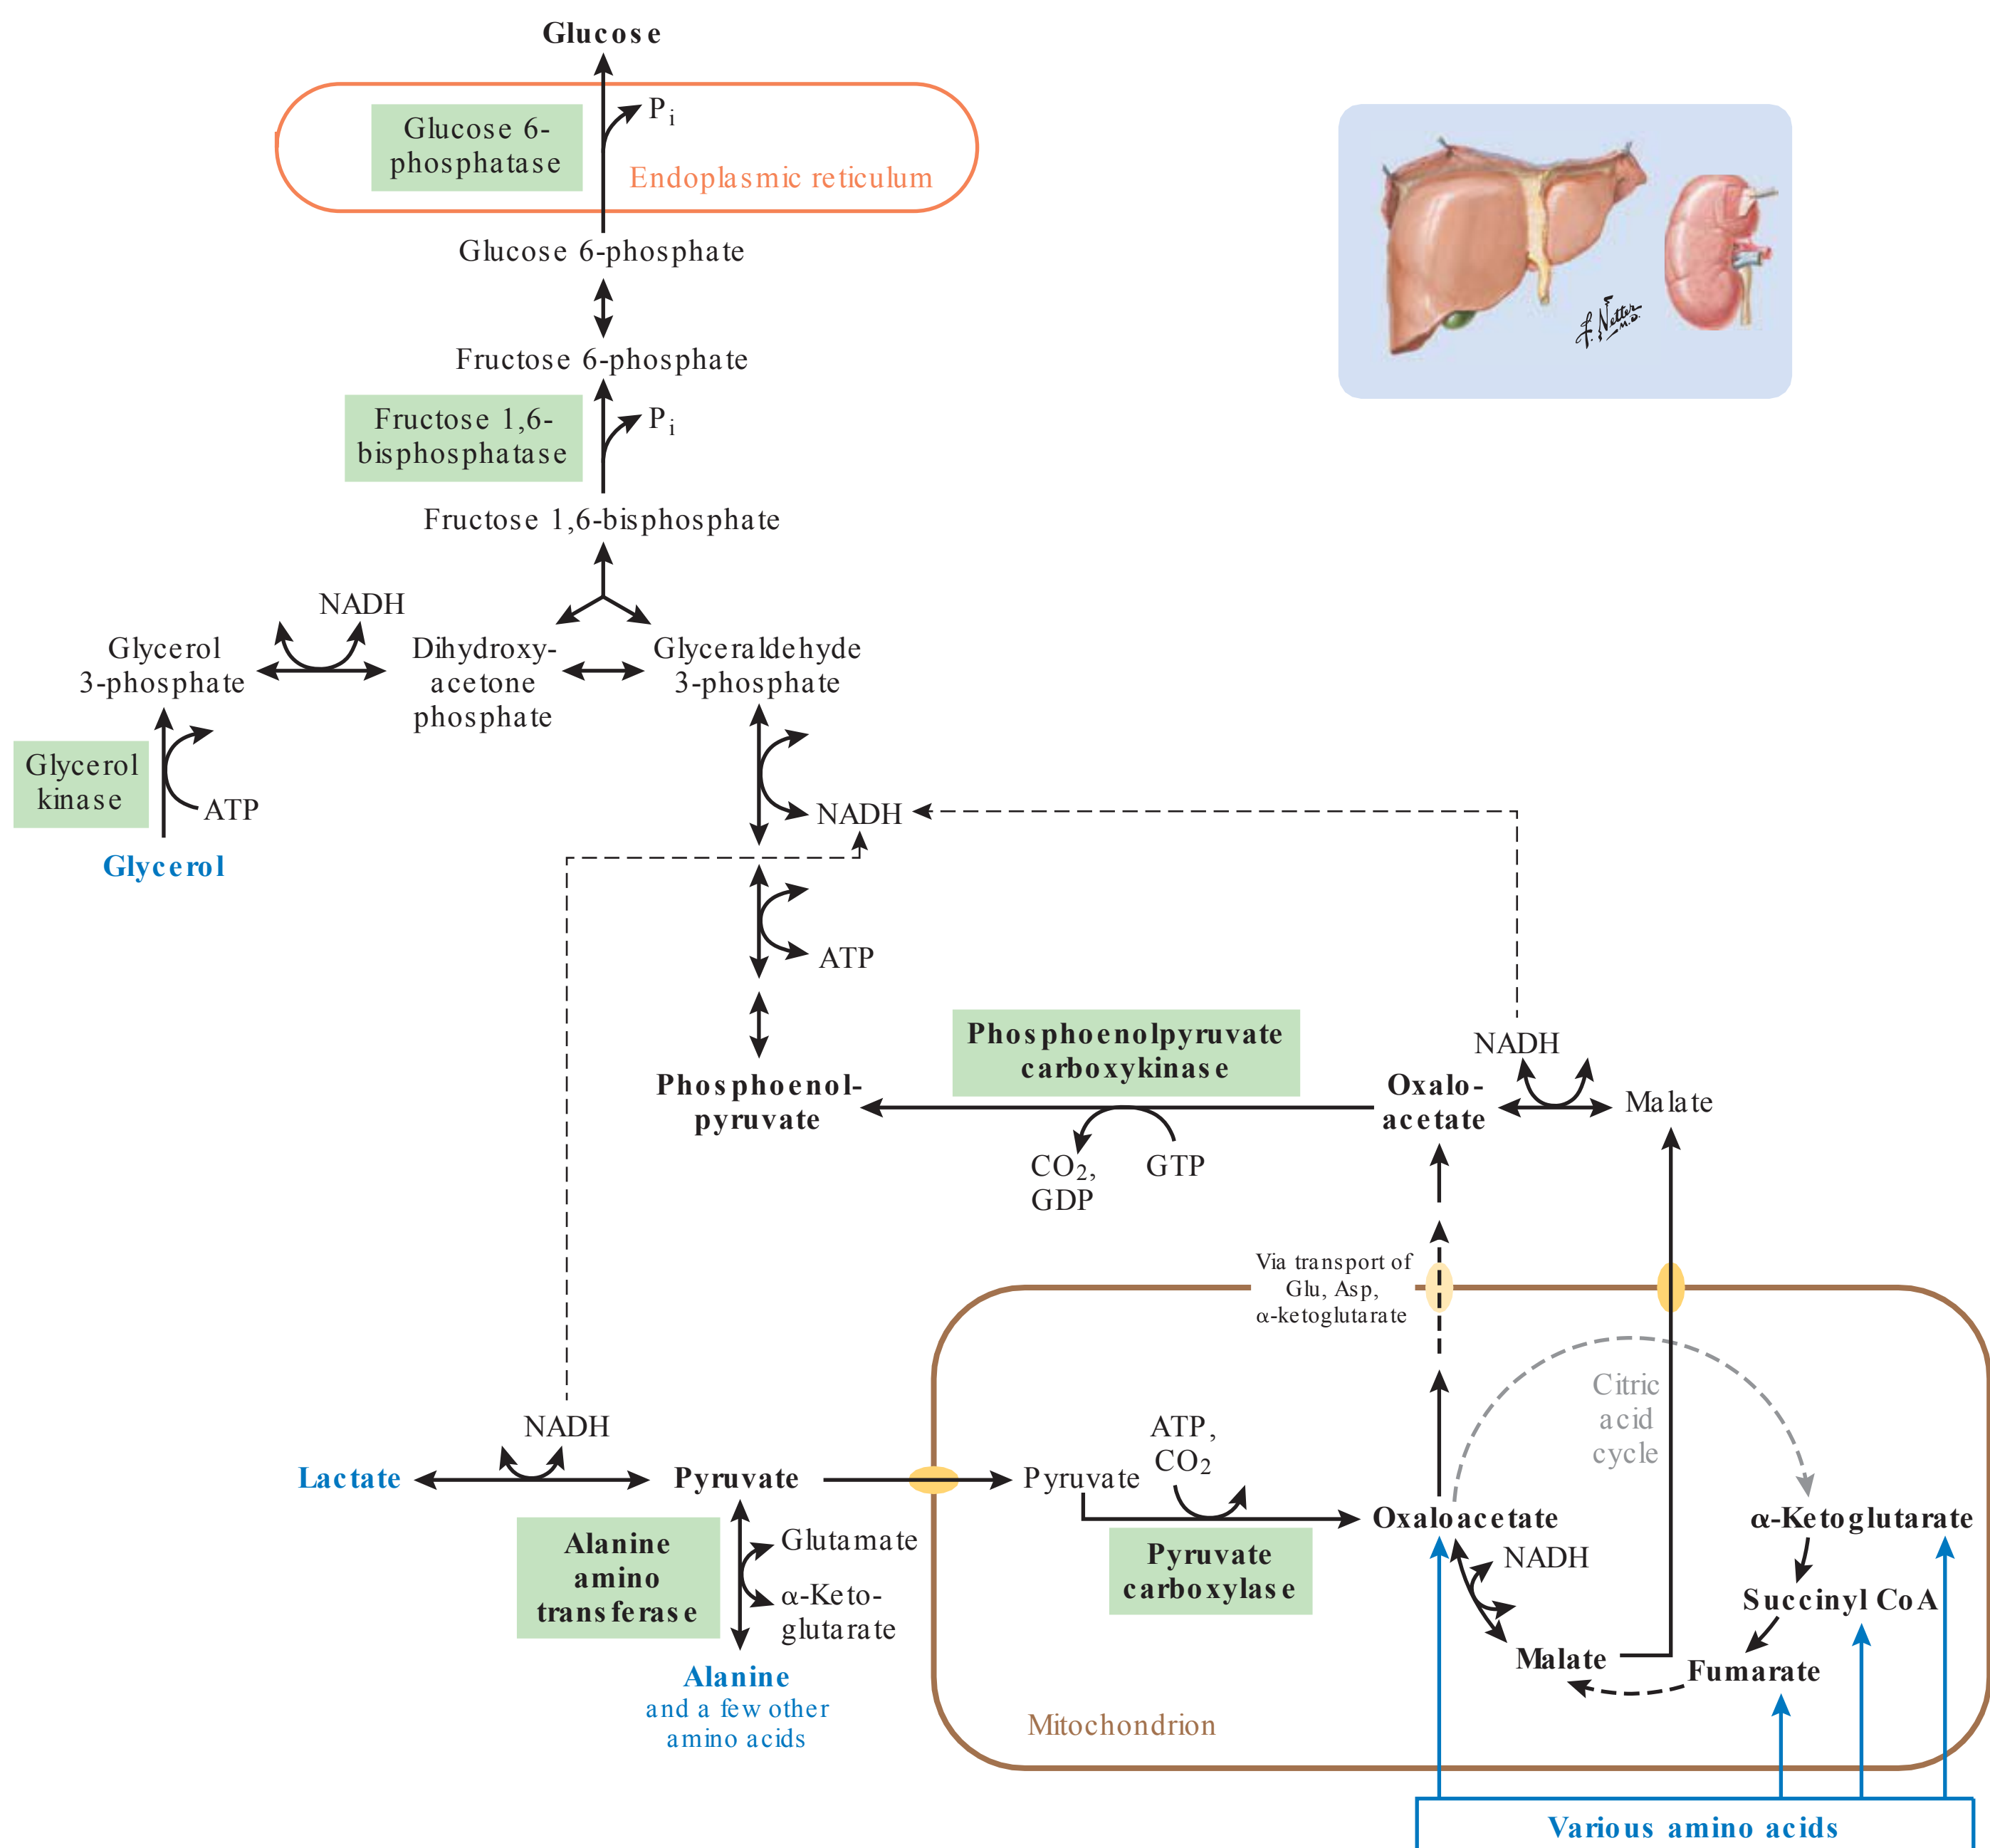 Glucose
Glucose 6-
phosphatase
Pi
Endoplasmic reticulum
Glucose 6-phosphate
Fructose 6-phosphate
Fructose 1,6-
bisphosphatase
Pi
Fructose 1,6-bisphosphate
NADH
Glycerol
3-phosphate
Dihydroxy-
acetone
phosphate
Glyceraldehyde
3-phosphate
Glycerol
kinase
ATP
Glycerol
NADH
ATP
F. Netter
M.D.
Phosphoenol-
pyruvate
Phosphoenolpyruvate
carboxykinase
CO2,
GDP
GTP
Oxalo-
acetate
NADH
Malate
Via transport of
Glu, Asp,
α-ketoglutarate
Citric
acid
cycle
Lactate
NADH
Pyruvate
Alanine
amino
transferase
Glutamate
α-Keto-
glutarate
Alanine
and a few other
amino acids
Pyruvate
ATP,
CO2
Pyruvate
carboxylase
Oxaloacetate
NADH
Malate
α-Ketoglutarate
Succinyl CoA
Fumarate
Mitochondrion
Various amino acids